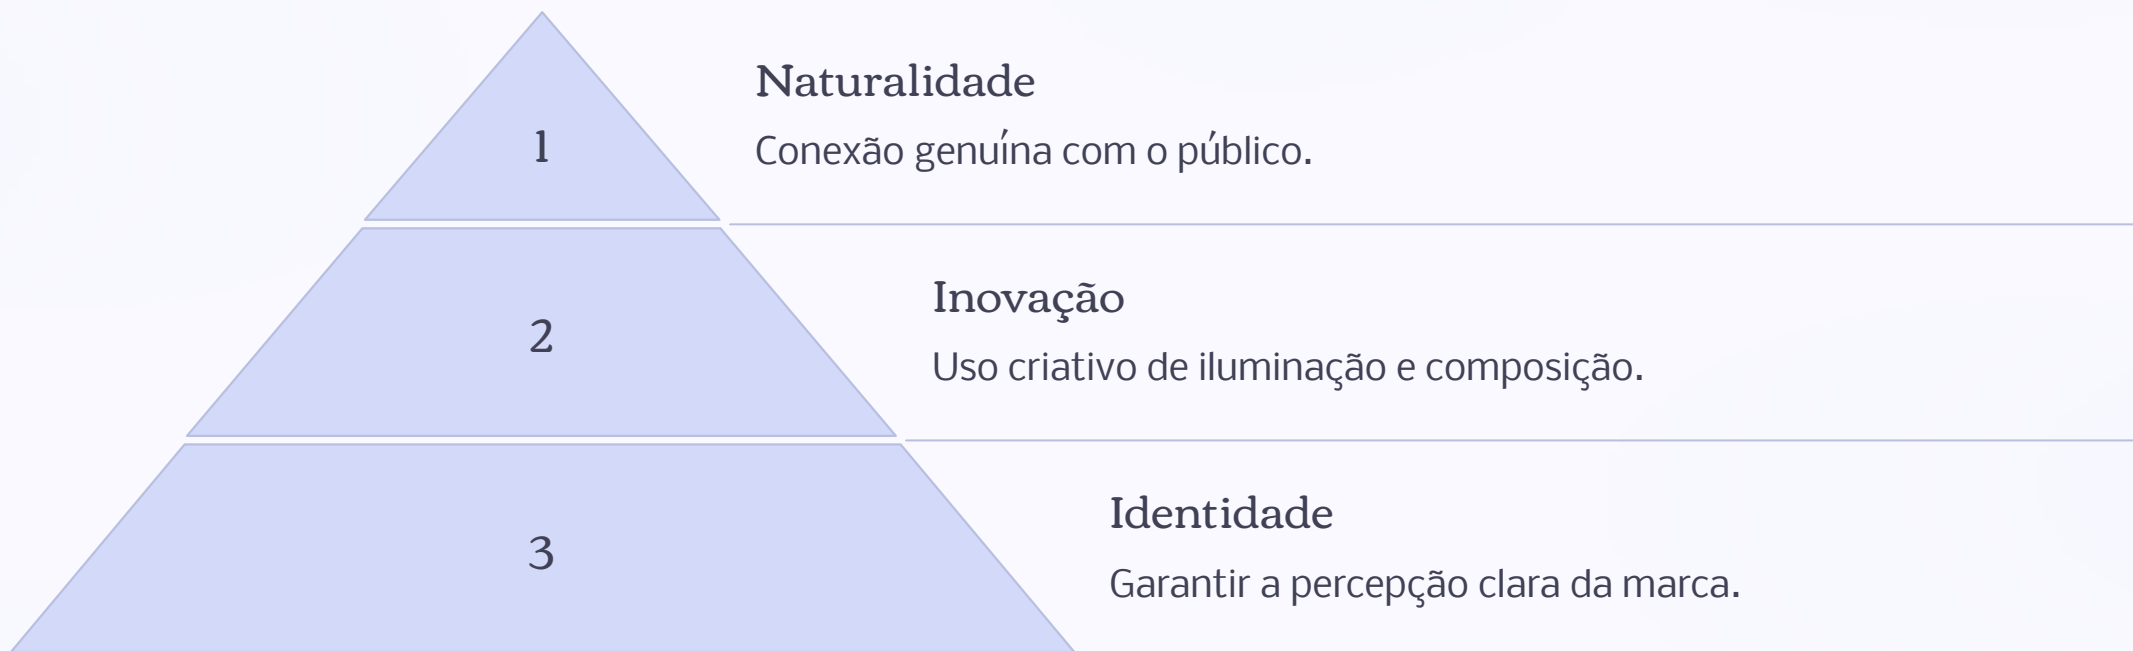 1
Naturalidade
Conexão genuína com o público.
2
Inovação
Uso criativo de iluminação e composição.
3
Identidade
Garantir a percepção clara da marca.